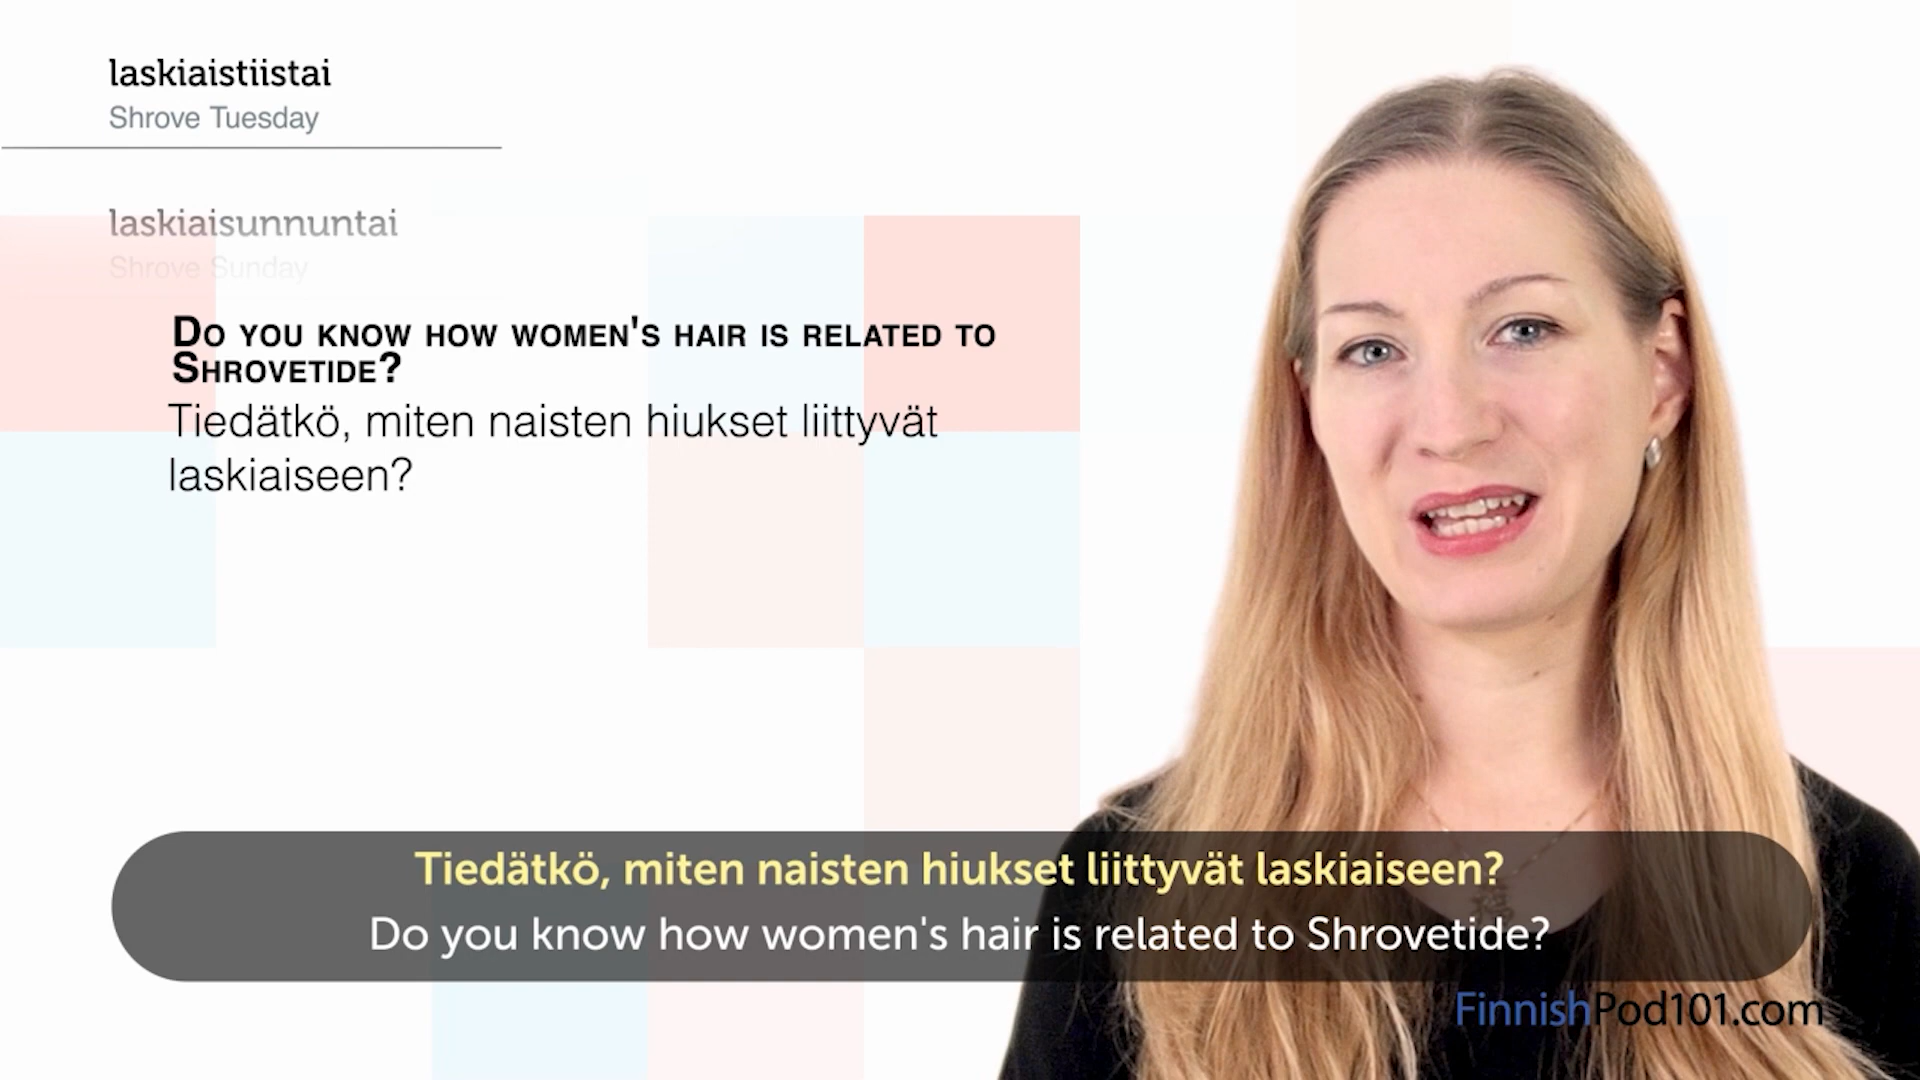 laskiaistiistai
Shrove Tuesday
laskiaisunnuntai
Shrove Sunday
Do you know how women's hair is related to
Shrovetide?
Tiedätkö, miten naisten hiukset liittyvät
laskiaiseen?
Tiedätkö, miten naisten hiukset liittyvät laskiaiseen?
Do you know how women's hair is related to Shrovetide?
FinnishPod101.com